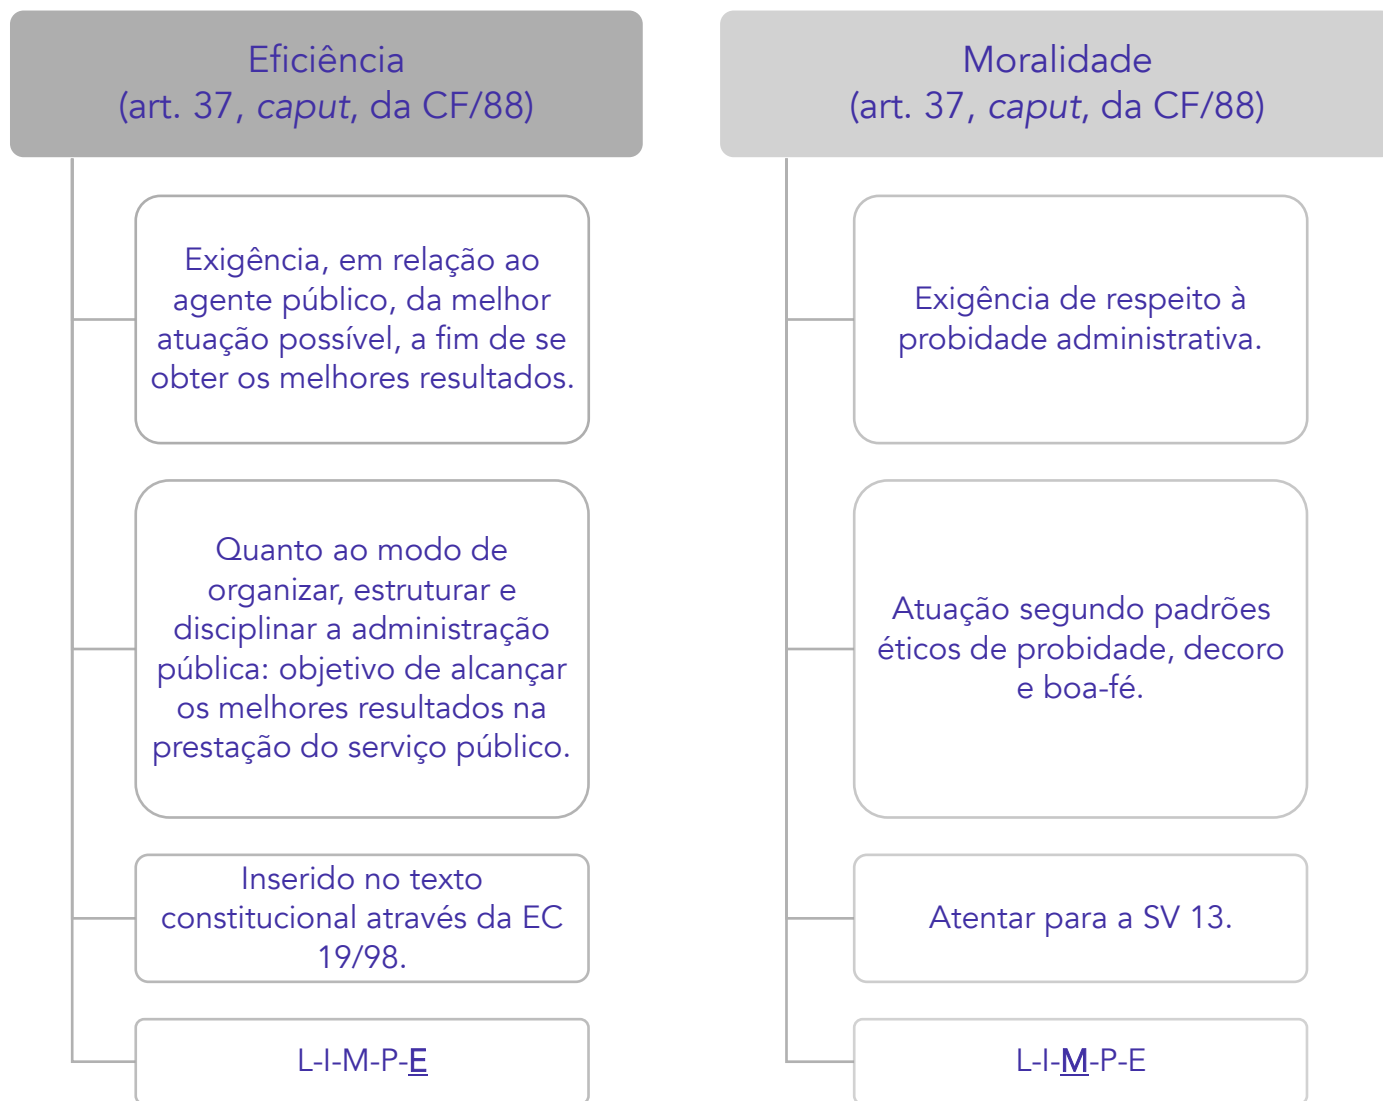 Eficiência
(art. 37, caput, da CF/88)
Exigência, em relação ao
agente público, da melhor
atuação possível, a fim de se
obter os melhores resultados.
Quanto ao modo de
organizar, estruturar e
disciplinar a administração
pública: objetivo de alcançar
os melhores resultados na
prestação do serviço público.
Inserido no texto
constitucional através da EC
19/98.
L-I-M-P-E
Moralidade
(art. 37, caput, da CF/88)
Exigência de respeito à
probidade administrativa.
Atuação segundo padrões
éticos de probidade, decoro
e boa-fé.
Atentar para a SV 13.
L-I-M-P-E